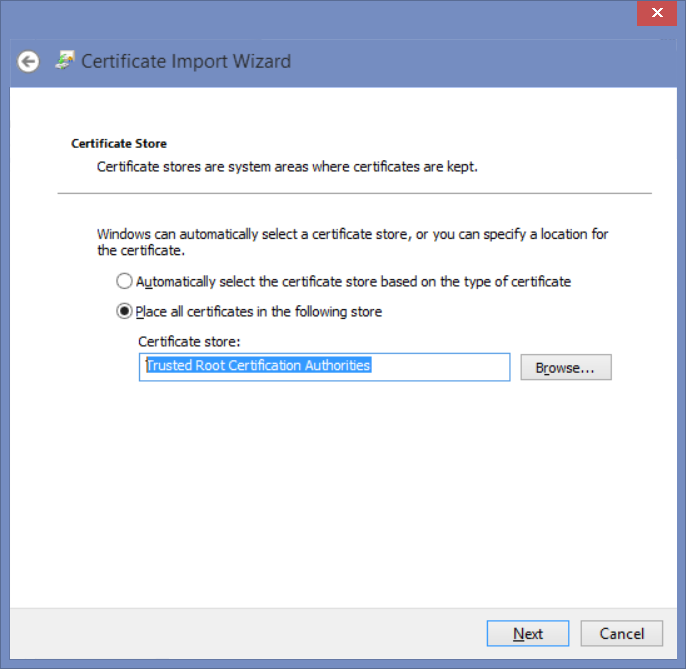 Certificate Import Wizard
Certificate Store
Certificate stores are system areas where certificates are kept.
Windows can automatically select a certificate store, or you can specify a location for
the certificate.
Automatically select the certificate store based on the type of certificate
Place all certificates in the following store
Certificate store:
Trusted Root Certification Authorities
Browse...
Next
Cancel